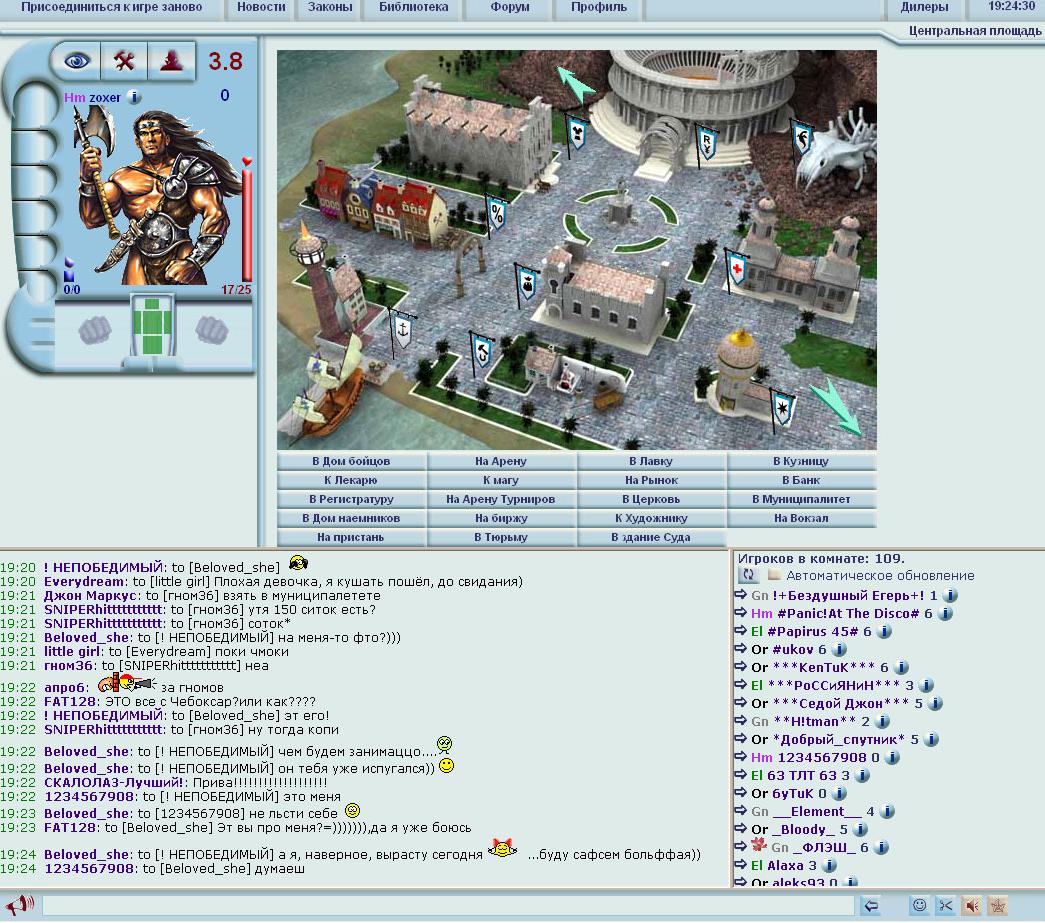 Присоединиться к игре заново Новости Законы Библиотека Форум Профиль Дилеры 19:24:30
Центральная площадь
3.8
Hm zoxer i 0
0/0 17/25
%
R
¥
В Дом бойцов На Арену В Лавку В Кузницу
К Лекарю К магу На Рынок В Банк
В Регистратуру На Арену Турниров В Церковь В Муниципалитет
В Дом наемников На биржу К Художнику На Вокзал
На пристань В Тюрьму В здание Суда
19:20 ! НЕПОБЕДИМЫЙ: to [Beloved_she]
19:20 Everydream: to [little girl] Плохая девочка, я кушать пошёл, до свидания)
19:21 Джон Маркус: to [гном36] взять в муниципалетете
19:21 SNIPERhittttttttttt: to [гном36] утя 150 ситок есть?
19:21 SNIPERhittttttttttt: to [гном36] соток*
19:21 Beloved_she: to [! НЕПОБЕДИМЫЙ] на меня-то фто?)))
19:21 little girl: to [Everydream] поки чмоки
19:21 гном36: to [SNIPERhittttttttttt] неа
19:22 апро6: за гномов
19:22 FAT128: ЭТО все с Чебоксар?или как????
19:22 ! НЕПОБЕДИМЫЙ: to [Beloved_she] эт его!
19:22 SNIPERhittttttttttt: to [гном36] ну тогда копи
19:22 Beloved_she: to [! НЕПОБЕДИМЫЙ] чем будем занимаццо....
19:22 Beloved_she: to [! НЕПОБЕДИМЫЙ] он тебя уже испугался))
19:22 СКАЛОЛАЗ-Лучший!: Прива!!!!!!!!!!!!!!!!!!!
19:22 1234567908: to [! НЕПОБЕДИМЫЙ] это меня
19:23 Beloved_she: to [1234567908] не льсти себе
19:23 FAT128: to [Beloved_she] Эт вы про меня?=))))))),да я уже боюсь
19:24 Beloved_she: to [! НЕПОБЕДИМЫЙ] а я, наверное, вырасту сегодня ...буду сафсем больффая))
19:24 1234567908: to [Beloved_she] думаеш
Игроков в комнате: 109.
Автоматическое обновление
Gn !+Бездушный Егерь+! 1 i
Hm #Panic!At The Disco# 6 i
El #Papirus 45# 6 i
Or #ukov 6 i
Or ***KenTuK*** 6 i
El ***РоССиЯНиН*** 3 i
Or ***Седой Джон*** 5 i
Gn **H!tman** 2 i
Or *Добрый_спутник* 5 i
Hm 1234567908 0 i
El 63 ТЛТ 63 3 i
Or 6yTuK 0 i
Gn __Element__ 4 i
Or _Bloody_ 5 i
Gn _ФЛЭШ_ 6 i
El Alaxa 3 i
Or aleks93 0 i